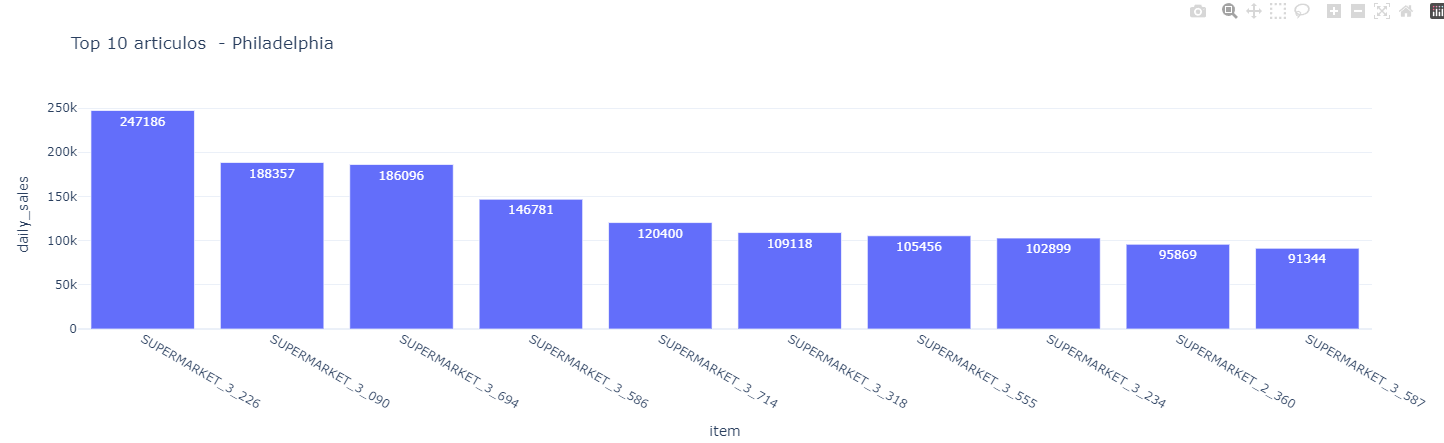 Top 10 articulos  - Philadelphia
250k
200k
150k
100k
50k
0
daily_sales
247186
188357
186096
146781
120400
109118
105456
102899
95869
91344
SUPERMARKET_3_226
SUPERMARKET_3_090
SUPERMARKET_3_694
SUPERMARKET_3_586
SUPERMARKET_3_714
SUPERMARKET_3_318
SUPERMARKET_3_555
SUPERMARKET_3_234
SUPERMARKET_2_360
SUPERMARKET_3_587
item